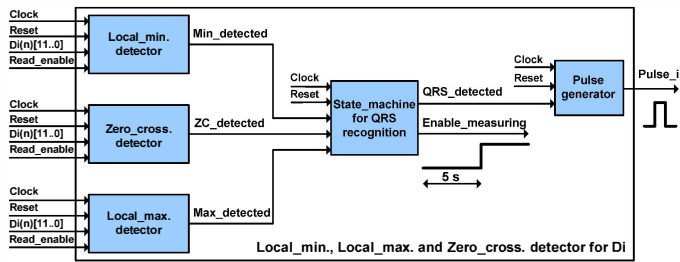 Clock
Reset
Di(n)[11..0]
Read_enable
Local_min.
detector
Min_detected
Clock
Reset
Di(n)[11..0]
Read_enable
Zero_cross.
detector
ZC_detected
Clock
Reset
Di(n)[11..0]
Read_enable
Local_max.
detector
Max_detected
Clock
Reset
State_machine
for QRS
recognition
QRS_detected
Enable_measuring
5 s
Clock
Reset
Pulse
generator
Pulse_i
Local_min., Local_max. and Zero_cross. detector for Di